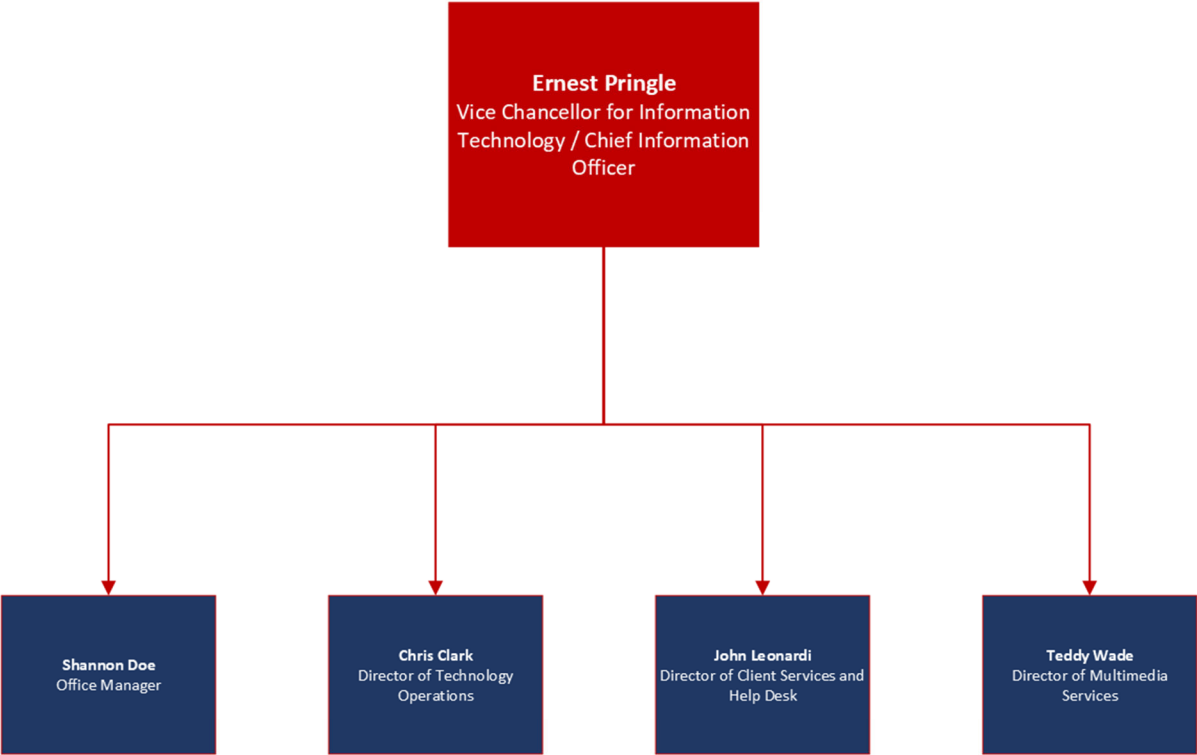 Ernest Pringle
Vice Chancellor for Information
Technology / Chief Information
Officer
Shannon Doe
Office Manager
Chris Clark
Director of Technology
Operations
John Leonardi
Director of Client Services and
Help Desk
Teddy Wade
Director of Multimedia
Services